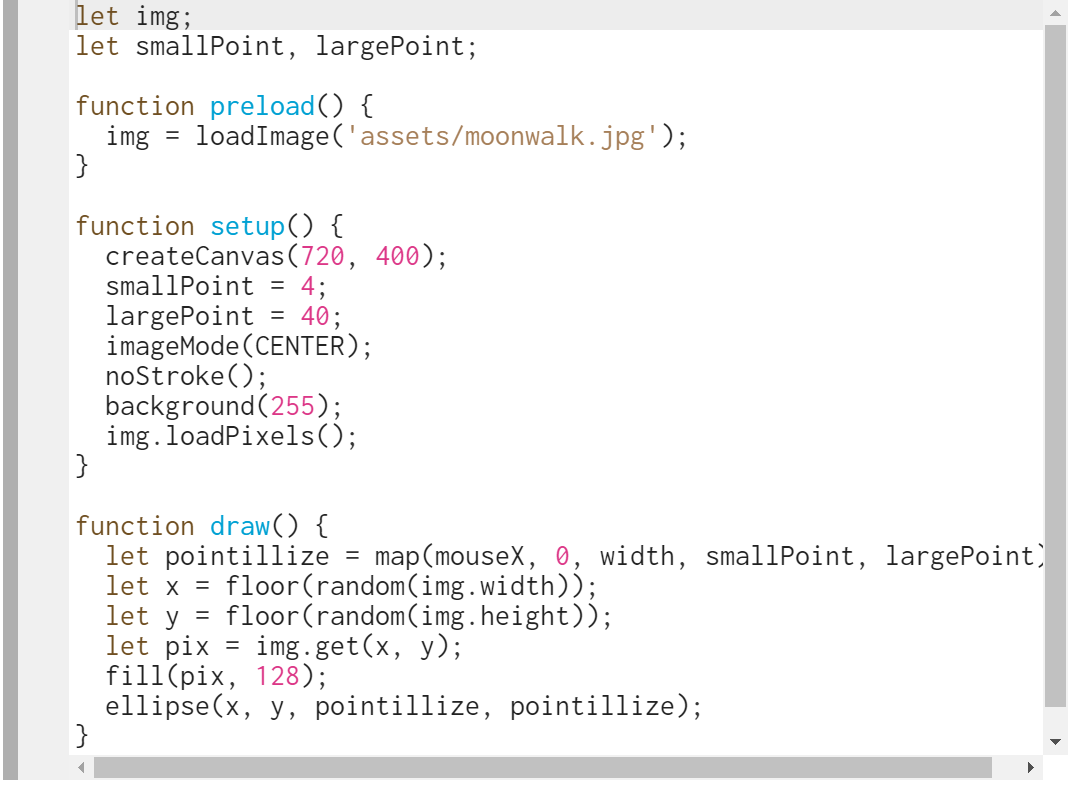 let img;
let smallPoint, largePoint;

function preload() {
  img = loadImage('assets/moonwalk.jpg');
}

function setup() {
  createCanvas(720, 400);
  smallPoint = 4;
  largePoint = 40;
  imageMode(CENTER);
  noStroke();
  background(255);
  img.loadPixels();
}

function draw() {
  let pointillize = map(mouseX, 0, width, smallPoint, largePoint)
  let x = floor(random(img.width));
  let y = floor(random(img.height));
  let pix = img.get(x, y);
  fill(pix, 128);
  ellipse(x, y, pointillize, pointillize);
}